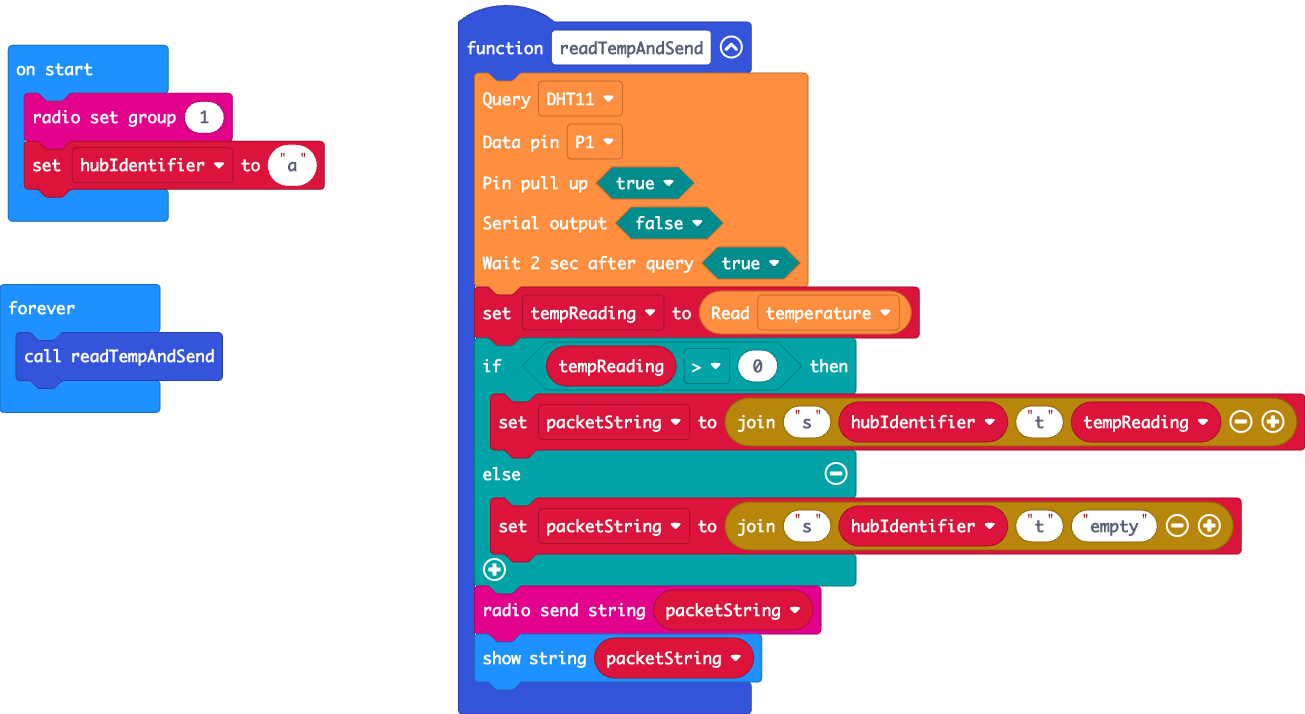 on start
radio set group 1
set hubIdentifier to "a"
forever
call readTempAndSend
function readTempAndSend
Query DHT11
Data pin P1
Pin pull up true
Serial output false
Wait 2 sec after query true
set tempReading to Read temperature
if tempReading > 0 then
set packetString to join "s" hubIdentifier "t" tempReading
else
set packetString to join "s" hubIdentifier "t" "empty"
radio send string packetString
show string packetString